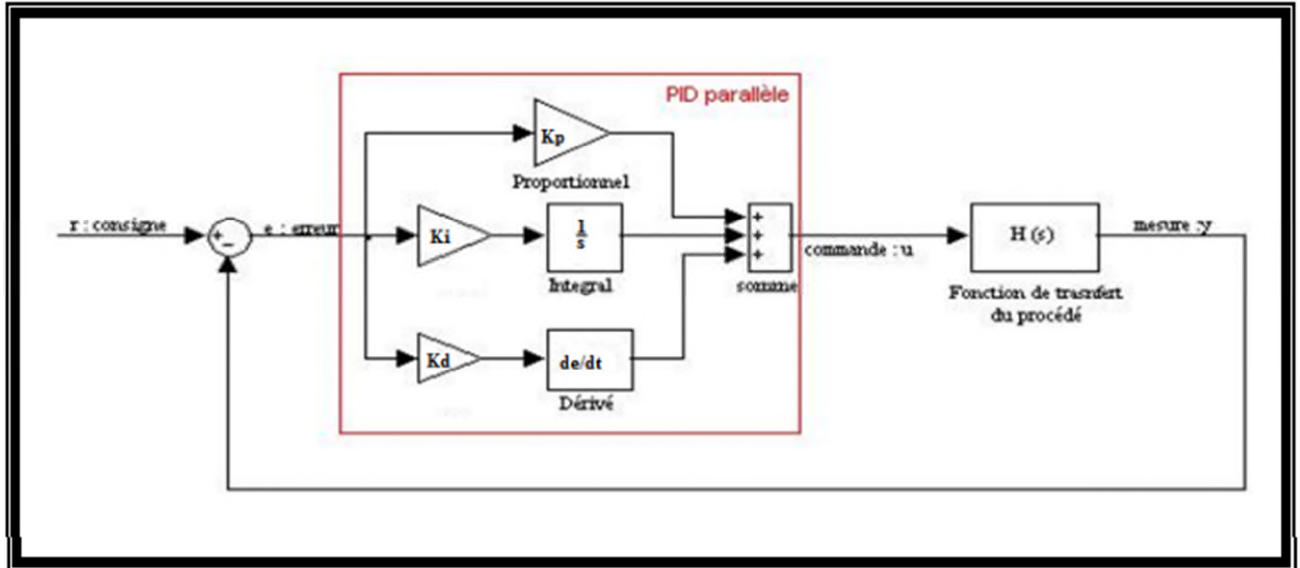 PID parallèle
Kp
Proportionnel
r : consigne
+
-
e : erreur
Ki
1
s
Integral
+
+
+
somme
commande : u
H (s)
Fonction de trasnfert
du procédé
mesure :y
Kd
de/dt
Dérivé